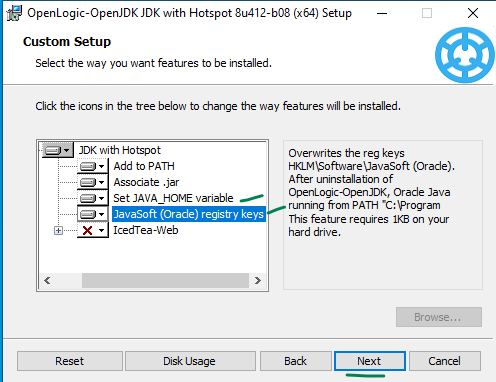 OpenLogic-OpenJDK JDK with Hotspot 8u412-b08 (x64) Setup
Custom Setup
Select the way you want features to be installed.
Click the icons in the tree below to change the way features will be installed.
JDK with Hotspot
Add to PATH
Associate .jar
Set JAVA_HOME variable
JavaSoft (Oracle) registry keys
IcedTea-Web
Overwrites the reg keys
HKLM\Software\JavaSoft (Oracle).
After uninstallation of
OpenLogic-OpenJDK, Oracle Java
running from PATH "C:\Program
This feature requires 1KB on your
hard drive.
Browse...
Reset
Disk Usage
Back
Next
Cancel